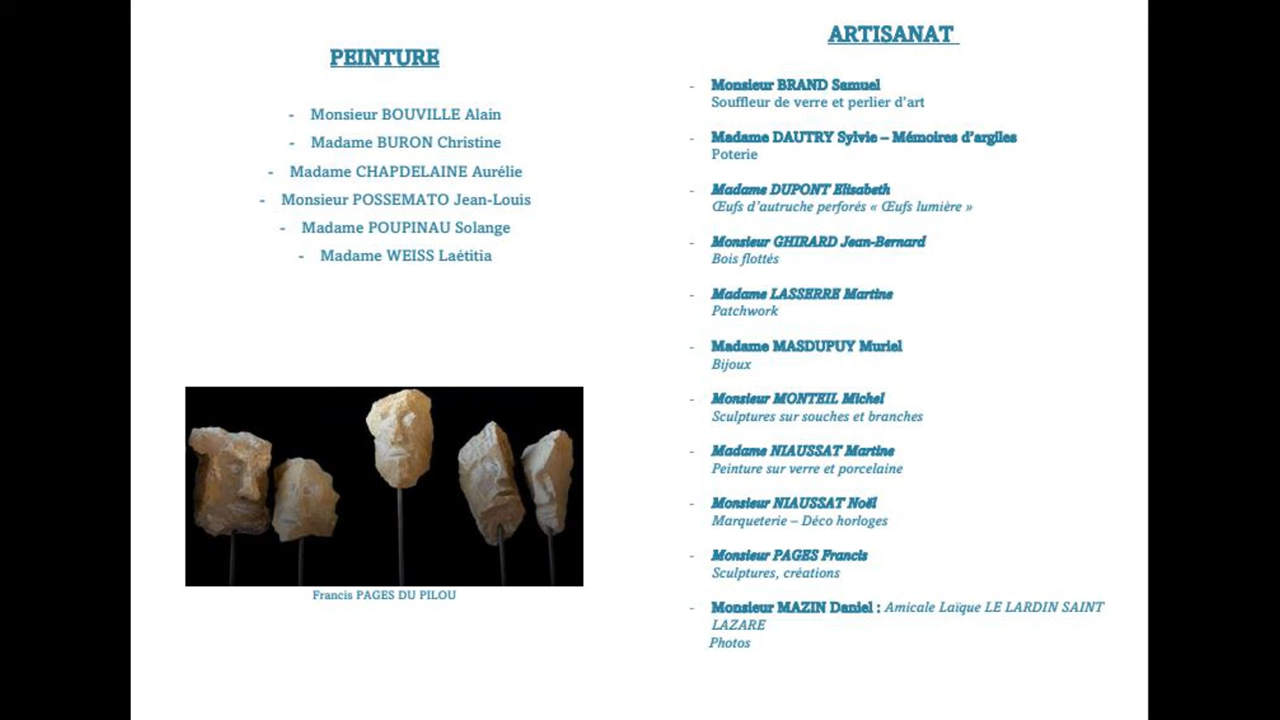 PEINTURE
- Monsieur BOUVILLE Alain
- Madame BURON Christine
- Madame CHAPDELAINE Aurélie
- Monsieur POSSEMATO Jean-Louis
- Madame POUPINAU Solange
- Madame WEISS Laétitia
Francis PAGES DU PILOU
ARTISANAT
- Monsieur BRAND Samuel
Souffleur de verre et perlier d'art
- Madame DAUTRY Sylvie – Mémoires d'argiles
Poterie
- Madame DUPONT Elisabeth
Œufs d'autruche perforés « Œufs lumière »
- Monsieur GHIRARD Jean-Bernard
Bois flottés
- Madame LASSERRE Martine
Patchwork
- Madame MASDUPUY Muriel
Bijoux
- Monsieur MONTEIL Michel
Sculptures sur souches et branches
- Madame NIAUSSAT Martine
Peinture sur verre et porcelaine
- Monsieur NIAUSSAT Noël
Marqueterie – Déco horloges
- Monsieur PAGES Francis
Sculptures, créations
- Monsieur MAZIN Daniel : Amicale Laïque LE LARDIN SAINT
LAZARE
Photos